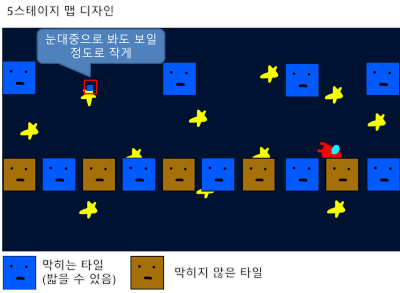 5스테이지 맵 디자인
눈대중으로 봐도 보일
정도로 작게
막히는 타일
(밟을 수 있음)
막히지 않은 타일